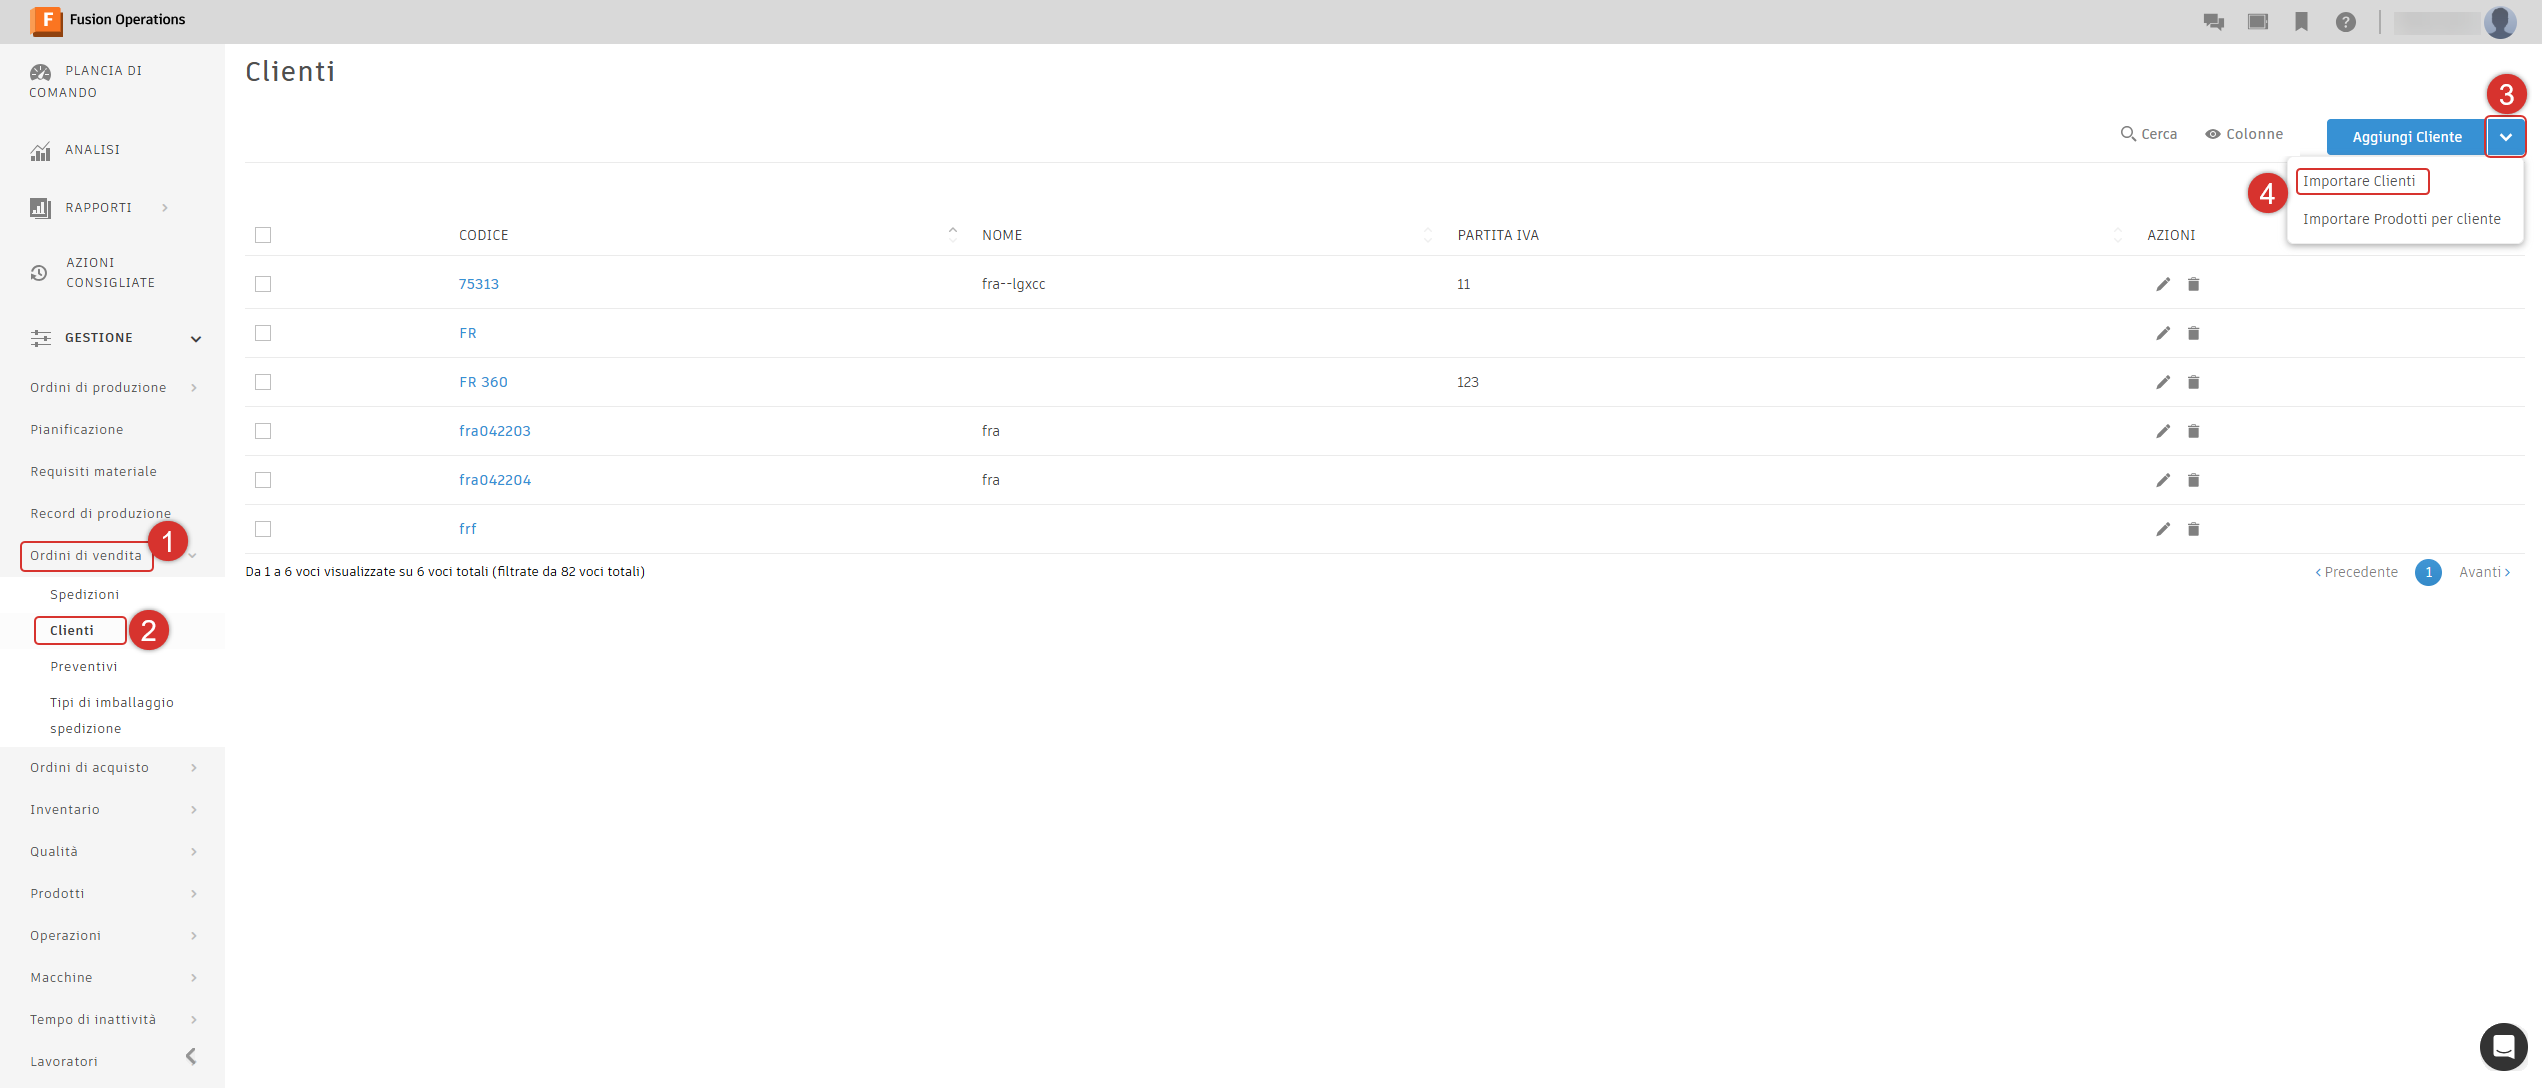 F Fusion Operations
PLANCIA DI
COMANDO
ANALISI
RAPPORTI
AZIONI
CONSIGLIATE
GESTIONE
Ordini di produzione
Pianificazione
Requisiti materiale
Record di produzione
1
Ordini di vendita
Spedizioni
Clienti
2
Preventivi
Tipi di imballaggio
spedizione
Ordini di acquisto
Inventario
Qualità
Prodotti
Operazioni
Macchine
Tempo di inattività
Lavoratori
Clienti
3
Cerca Colonne Aggiungi Cliente
4
Importare Clienti
Importare Prodotti per cliente
CODICE NOME PARTITA IVA AZIONI
75313 fra--lgxcc 11
FR
FR 360 123
fra042203 fra
fra042204 fra
frf
Da 1 a 6 voci visualizzate su 6 voci totali (filtrate da 82 voci totali)
Precedente 1 Avanti